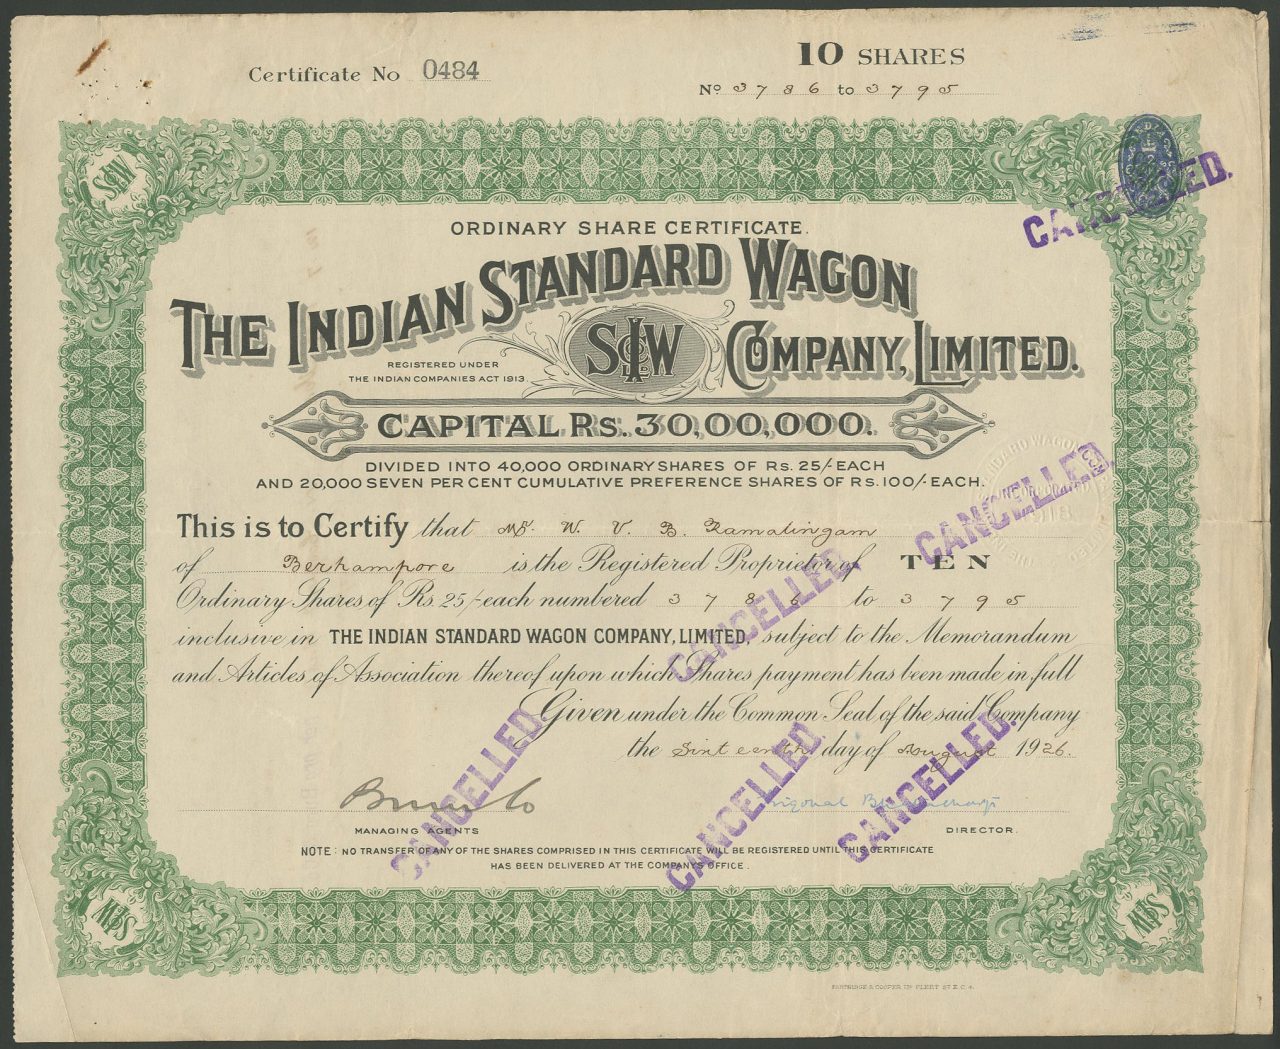 Certificate No 0484
10 SHARES
No 3786 to 3795
CANCELLED.
ORDINARY SHARE CERTIFICATE.
THE INDIAN STANDARD WAGON
COMPANY, LIMITED.
REGISTERED UNDER
THE INDIAN COMPANIES ACT 1913.
CAPITAL Rs. 30,00,000.
DIVIDED INTO 40,000 ORDINARY SHARES OF Rs. 25/- EACH
AND 20,000 SEVEN PER CENT CUMULATIVE PREFERENCE SHARES OF Rs. 100/- EACH.
CANCELLED.
This is to Certify that Mr. W. V. B. Ramalingam
of Berhampore is the Registered Proprietor of TEN
Ordinary Shares of Rs. 25/- each numbered 3786 to 3795
CANCELLED.
inclusive in THE INDIAN STANDARD WAGON COMPANY, LIMITED, subject to the Memorandum
and Articles of Association thereof upon which Shares payment has been made in full
Given under the Common Seal of the said Company
the Sixteenth day of August 1926.
CANCELLED.
CANCELLED.
CANCELLED.
MANAGING AGENTS
DIRECTOR.
NOTE: NO TRANSFER OF ANY OF THE SHARES COMPRISED IN THIS CERTIFICATE WILL BE REGISTERED UNTIL THIS CERTIFICATE
HAS BEEN DELIVERED AT THE COMPANY'S OFFICE.
PARTRIDGE & COOPER LTD FLEET ST E.C.4.